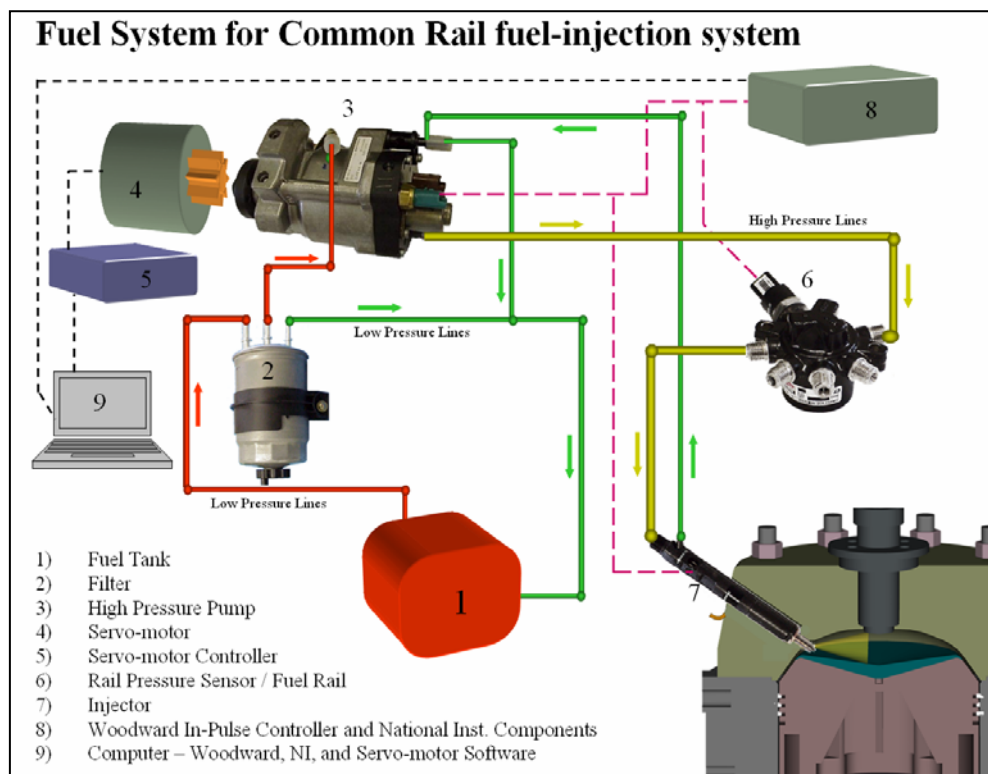 Fuel System for Common Rail fuel-injection system
3
8
4
High Pressure Lines
5
6
Low Pressure Lines
2
9
Low Pressure Lines
1
7
1) Fuel Tank
2) Filter
3) High Pressure Pump
4) Servo-motor
5) Servo-motor Controller
6) Rail Pressure Sensor / Fuel Rail
7) Injector
8) Woodward In-Pulse Controller and National Inst. Components
9) Computer – Woodward, NI, and Servo-motor Software